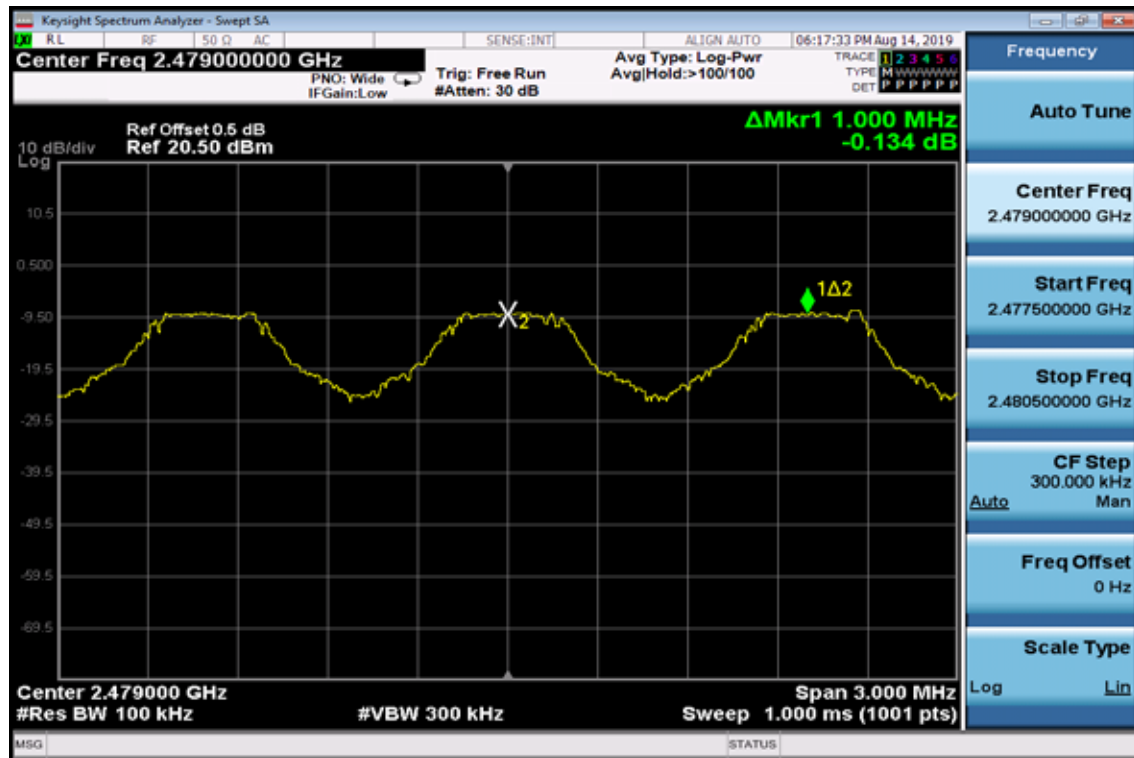 Keysight Spectrum Analyzer - Swept SA
LXI RL RF 50 Ω AC SENSE:INT ALIGN AUTO 06:17:33 PM Aug 14, 2019
Center Freq 2.479000000 GHz
PNO: Wide
IFGain:Low
Trig: Free Run
#Atten: 30 dB
Avg Type: Log-Pwr
Avg|Hold:>100/100
TRACE 1 2 3 4 5 6
TYPE M WWWWW
DET P P P P P P
ΔMkr1 1.000 MHz
-0.134 dB
Ref Offset 0.5 dB
10 dB/div Ref 20.50 dBm
Log
10.5
0.500
-9.50
-19.5
-29.5
-39.5
-49.5
-59.5
-69.5
X2
1Δ2
Center 2.479000 GHz Span 3.000 MHz
#Res BW 100 kHz #VBW 300 kHz Sweep 1.000 ms (1001 pts)
MSG STATUS
Frequency
Auto Tune
Center Freq
2.479000000 GHz
Start Freq
2.477500000 GHz
Stop Freq
2.480500000 GHz
CF Step
300.000 kHz
Auto Man
Freq Offset
0 Hz
Scale Type
Log Lin